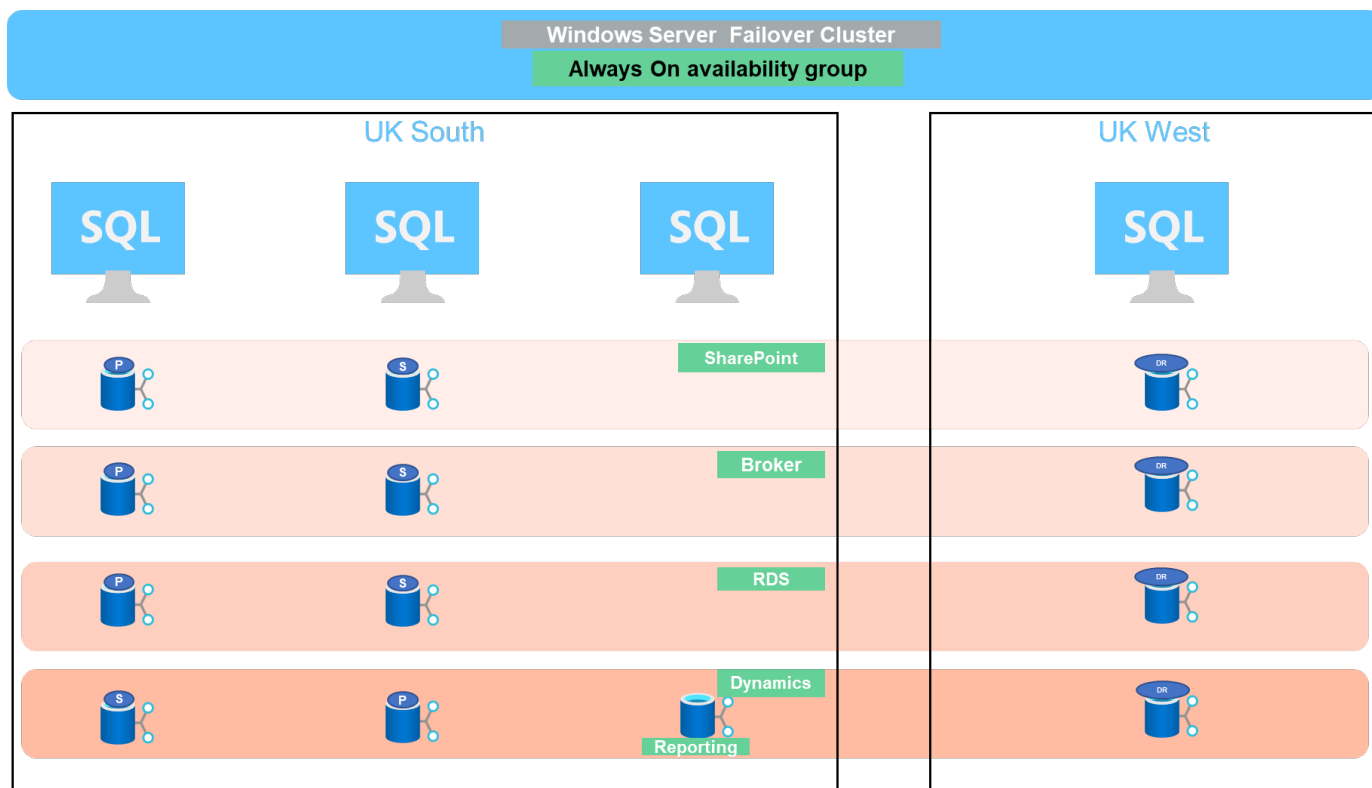 Windows Server  Failover Cluster
Always On availability group
UK South
UK West
SQL
SQL
SQL
SQL
SharePoint
P
S
DR
Broker
P
S
DR
RDS
P
S
DR
Dynamics
S
P
DR
Reporting